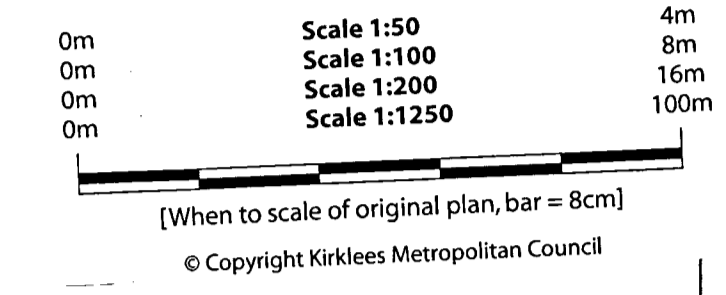 0m Scale 1:50 4m
0m Scale 1:100 8m
0m Scale 1:200 16m
0m Scale 1:1250 100m
[When to scale of original plan, bar = 8cm]
© Copyright Kirklees Metropolitan Council